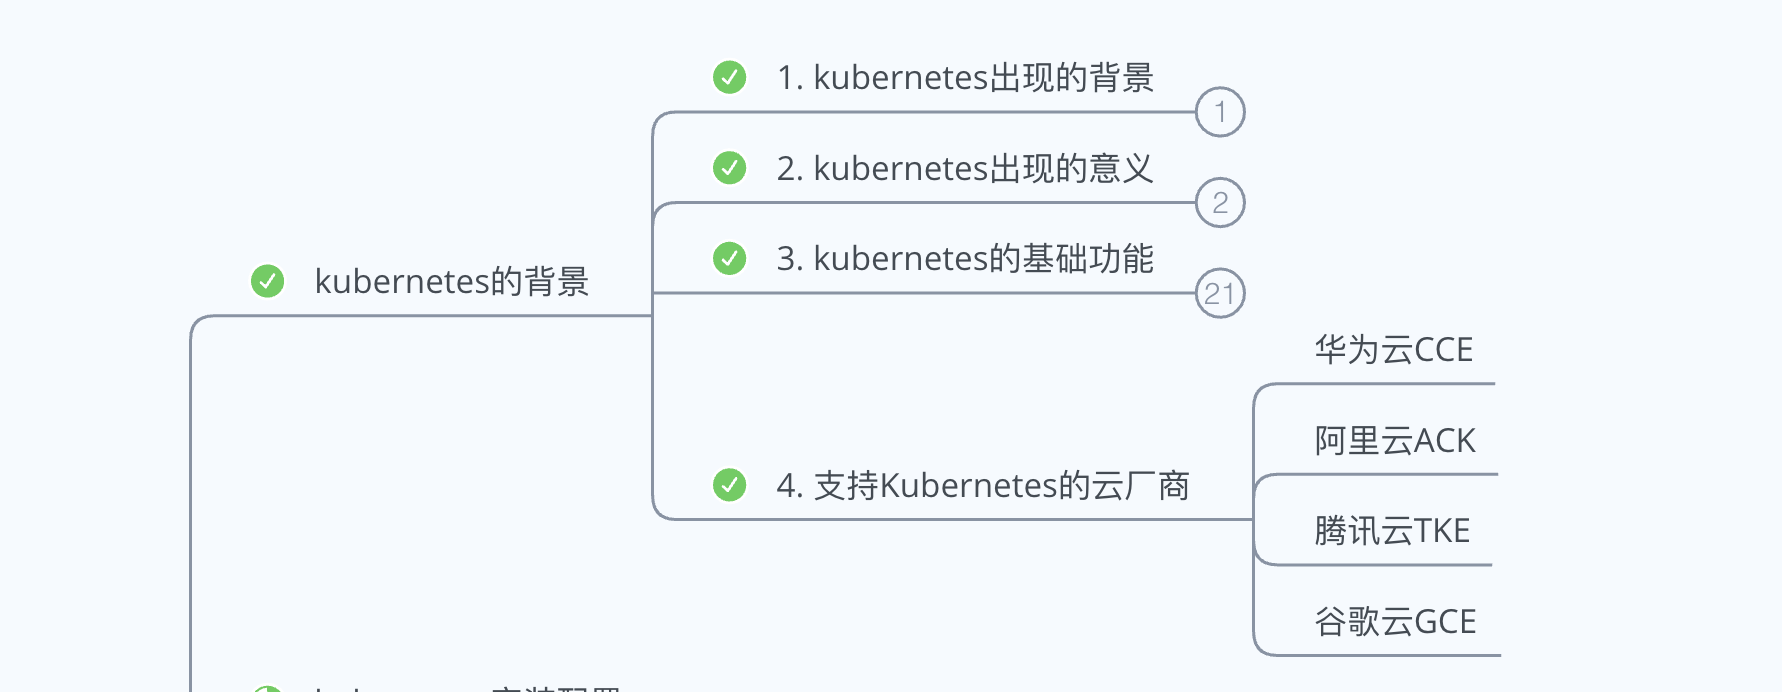 1. kubernetes出现的背景
1
2. kubernetes出现的意义
2
3. kubernetes的基础功能
21
kubernetes的背景
华为云CCE
阿里云ACK
4. 支持Kubernetes的云厂商
腾讯云TKE
谷歌云GCE